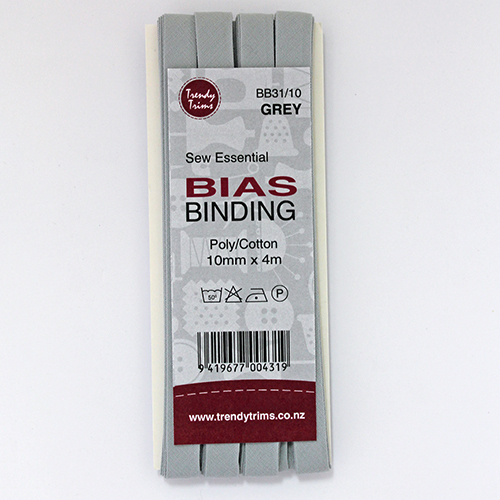 Trendy
Trims
BB31/10
GREY
Sew Essential
BIAS
BINDING
Poly/Cotton
10mm x 4m
50°
P
9 419677 004319
www.trendytrims.co.nz